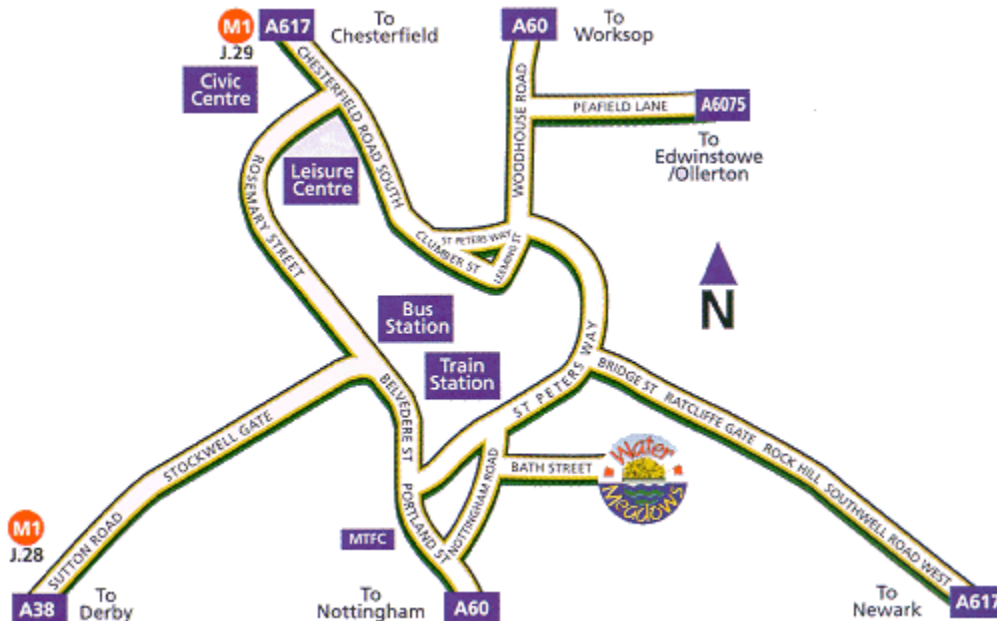 M1
J.29
A617
To
Chesterfield
A60
To
Worksop
Civic
Centre
CHESTERFIELD ROAD SOUTH
WOODHOUSE ROAD
PEAFIELD LANE
A6075
To
Edwinstowe
/Ollerton
Leisure
Centre
ROSEMARY STREET
ST PETERS WAY
CLUMBER ST
LEEMING ST
N
Bus
Station
Train
Station
ST PETERS WAY
BRIDGE ST
RATCLIFFE GATE
ROCK HILL
SOUTHWELL ROAD WEST
BELVEDERE ST
STOCKWELL GATE
NOTTINGHAM ROAD
BATH STREET
Water
Meadows
PORTLAND ST
MTFC
M1
J.28
SUTTON ROAD
A38
To
Derby
To
Nottingham
A60
To
Newark
A617